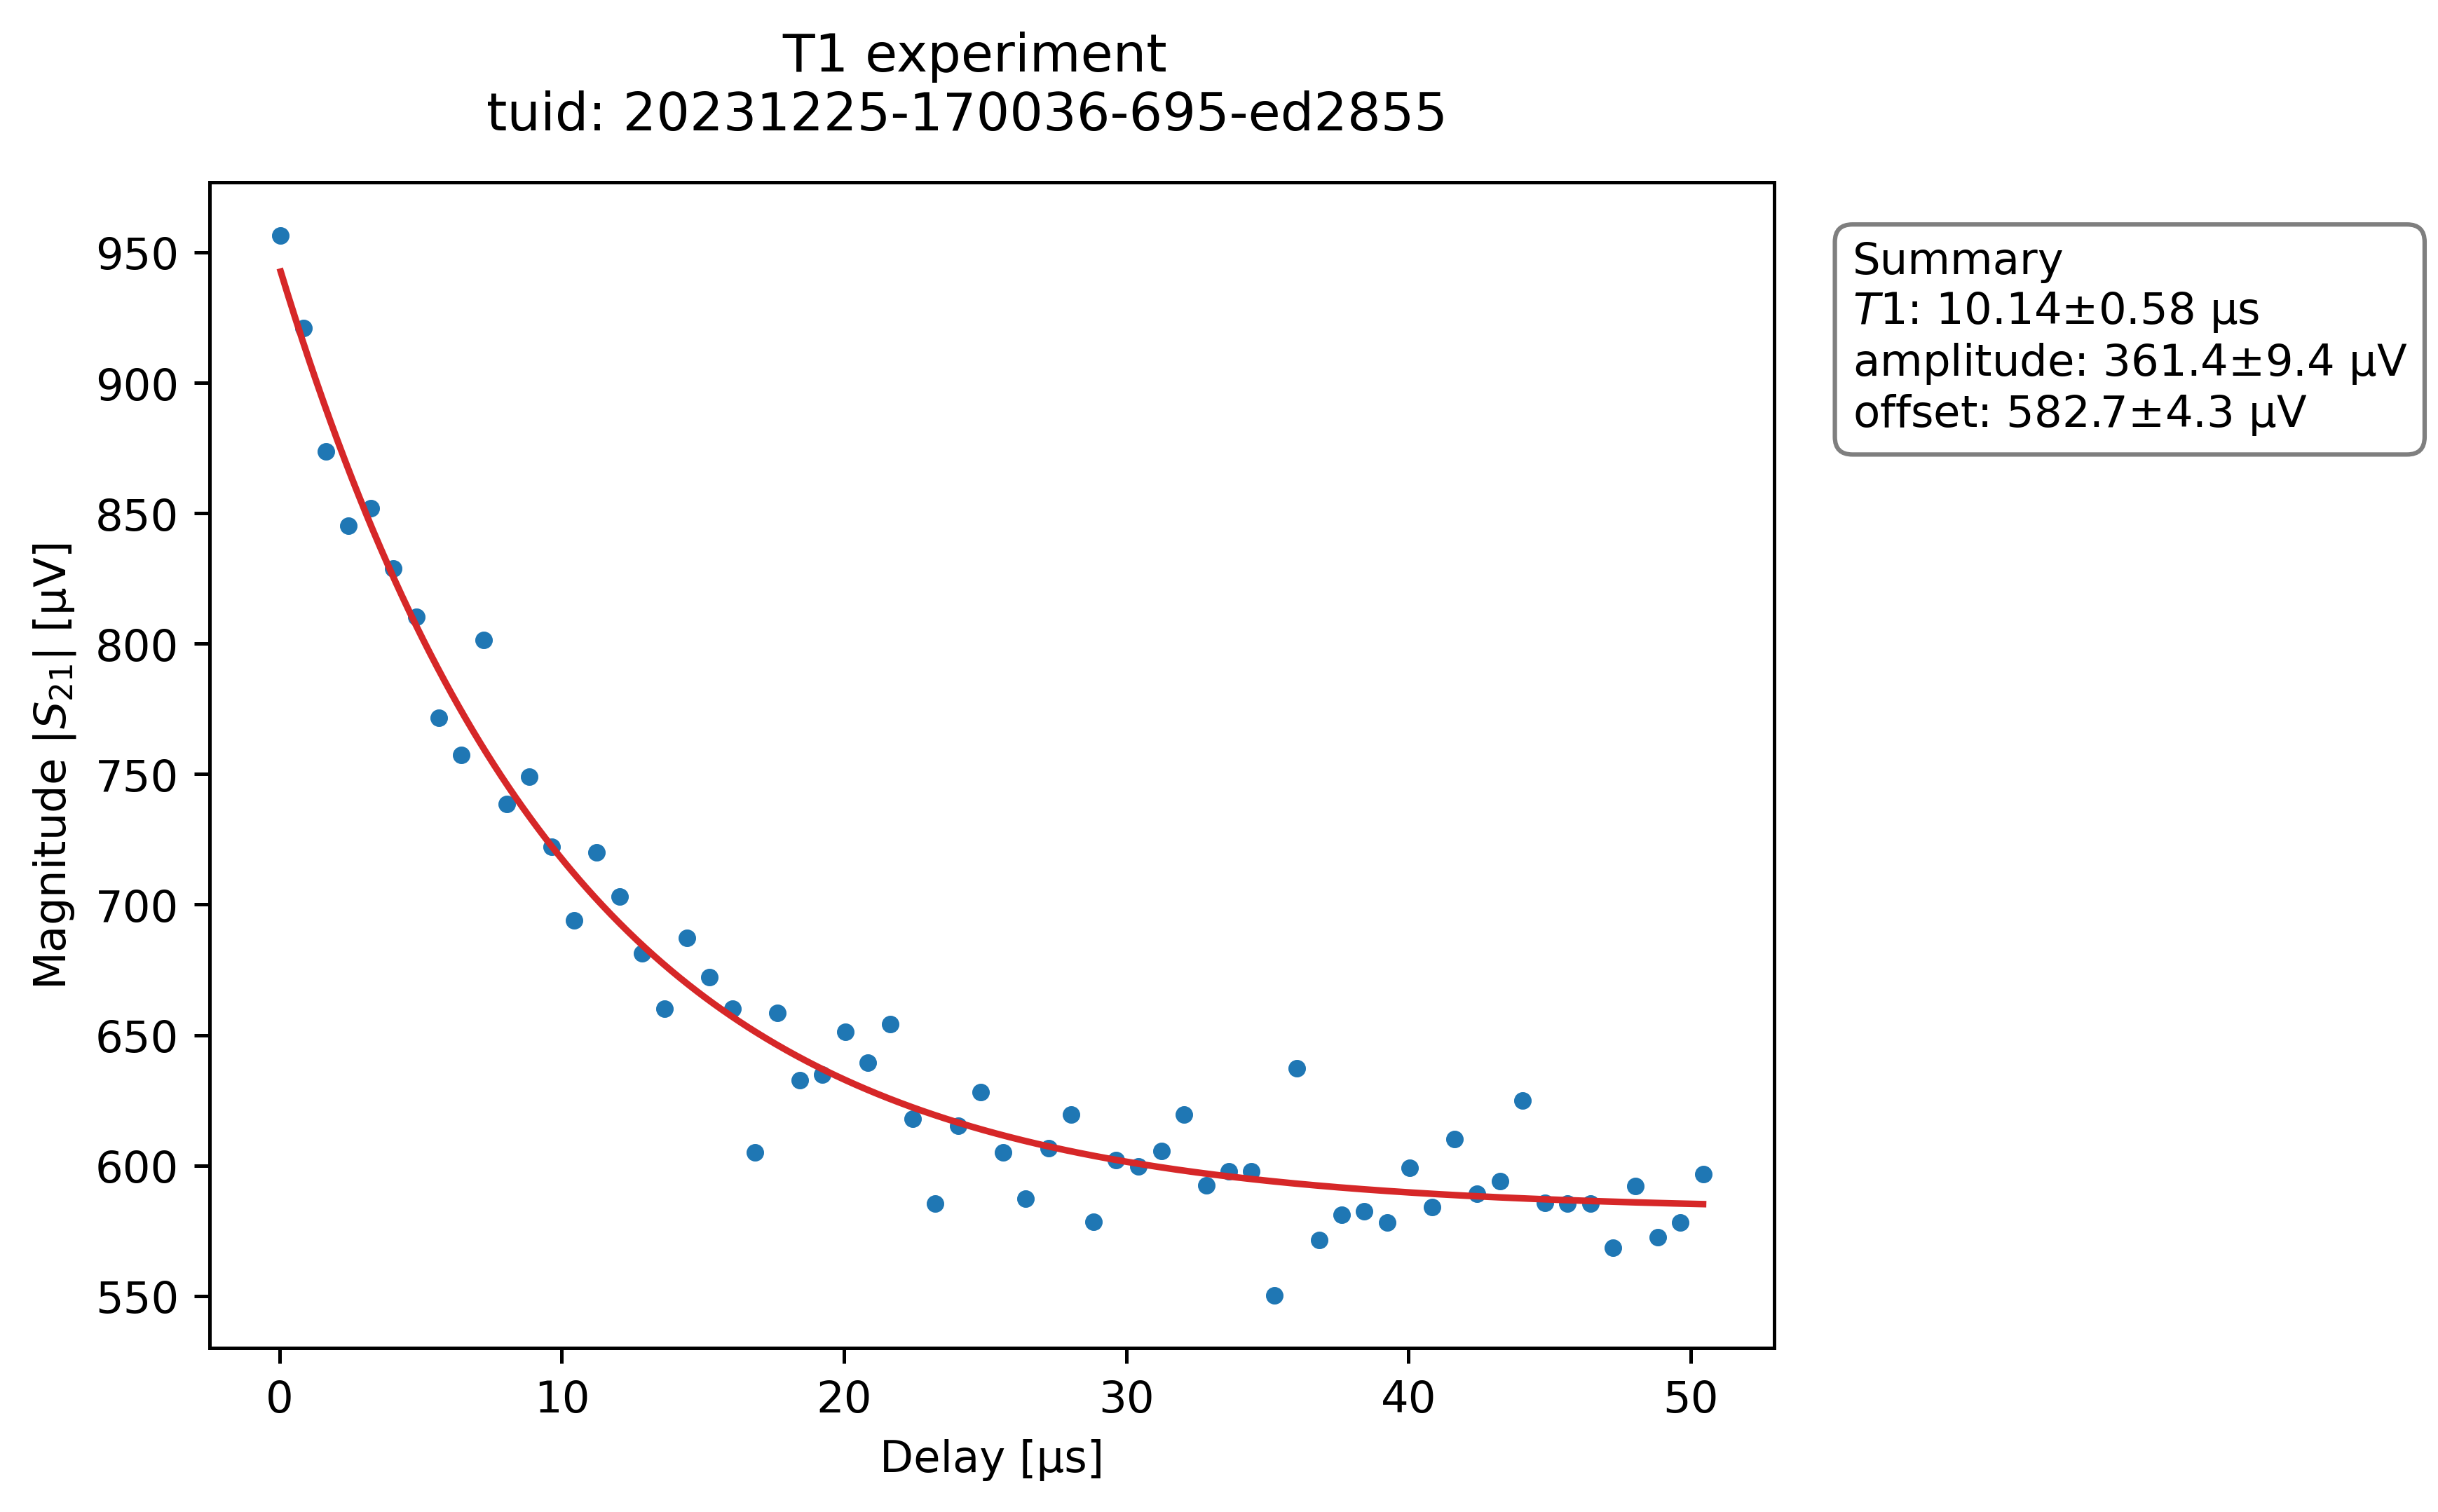 T1 experiment
tuid: 20231225-170036-695-ed2855
Summary
T1: 10.14±0.58 µs
amplitude: 361.4±9.4 µV
offset: 582.7±4.3 µV
Magnitude |S21| [µV]
950
900
850
800
750
700
650
600
550
0 10 20 30 40 50
Delay [µs]